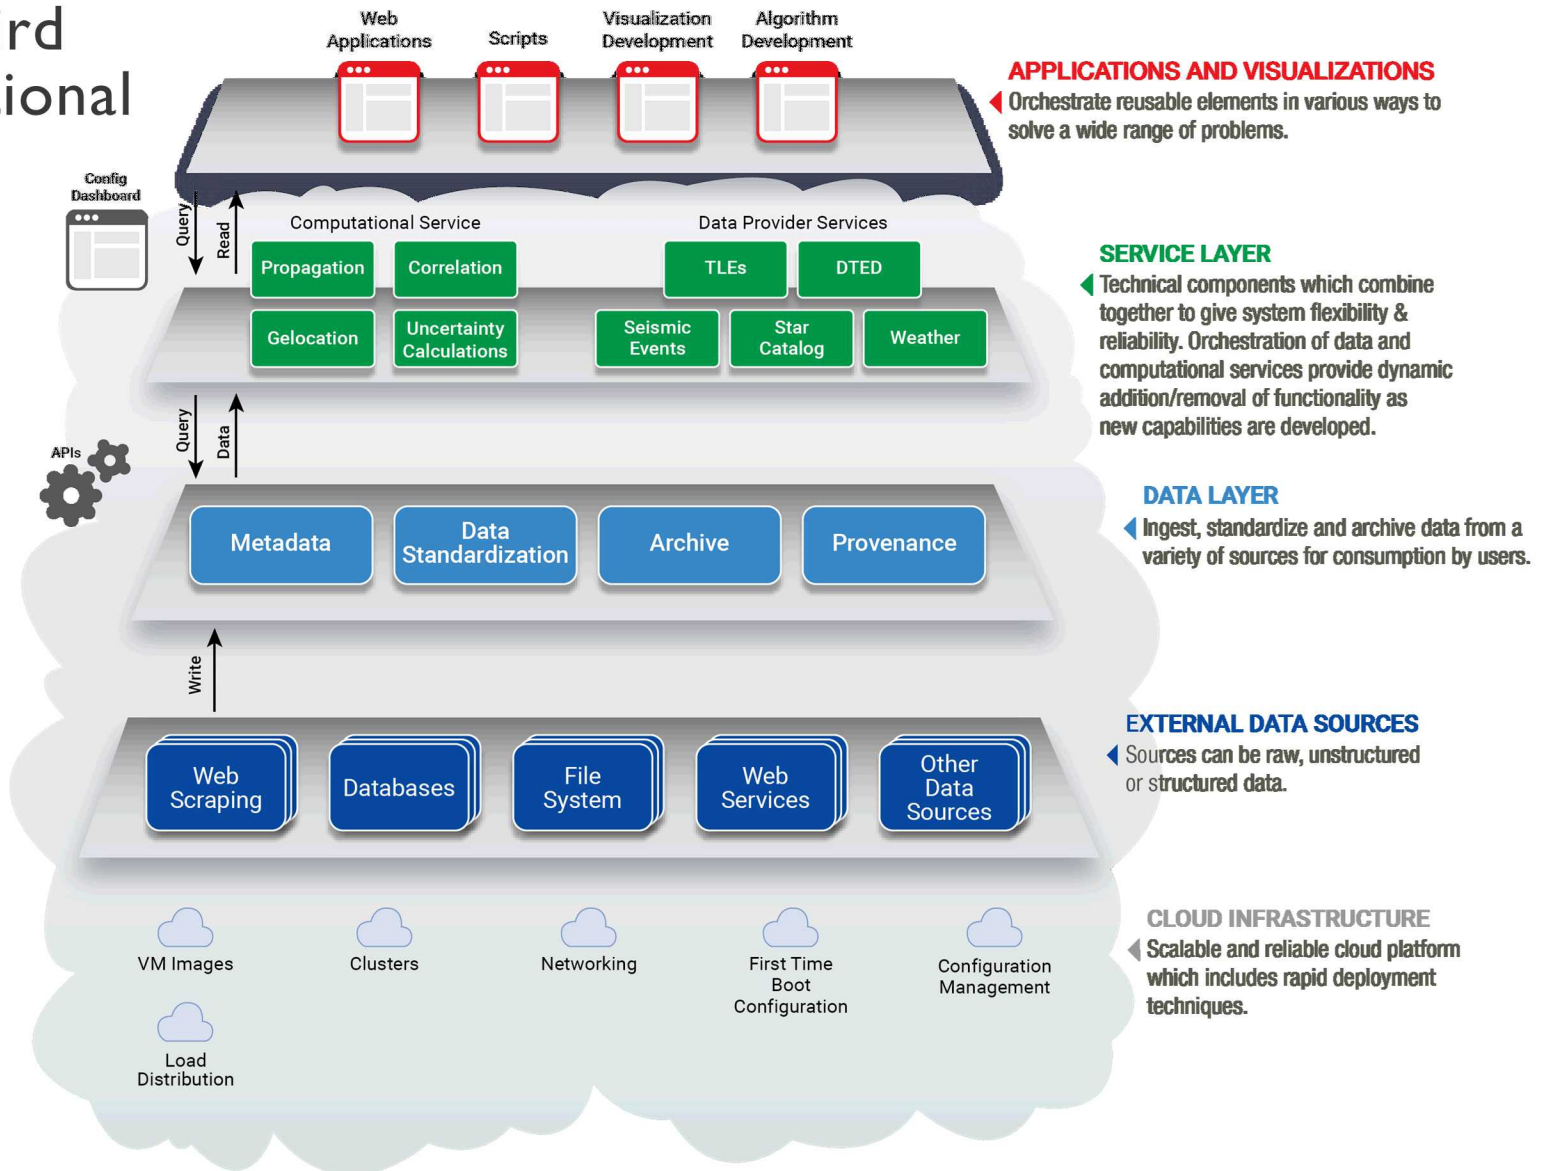 ird
tional
Web
Applications
Scripts
Visualization
Development
Algorithm
Development
APPLICATIONS AND VISUALIZATIONS
Orchestrate reusable elements in various ways to
solve a wide range of problems.
Config
Dashboard
Query
Read
Computational Service
Data Provider Services
Propagation
Correlation
TLEs
DTED
Gelocation
Uncertainty
Calculations
Seismic
Events
Star
Catalog
Weather
SERVICE LAYER
Technical components which combine
together to give system flexibility &
reliability. Orchestration of data and
computational services provide dynamic
addition/removal of functionality as
new capabilities are developed.
Query
Data
APIs
Metadata
Data
Standardization
Archive
Provenance
DATA LAYER
Ingest, standardize and archive data from a
variety of sources for consumption by users.
Write
Web
Scraping
Databases
File
System
Web
Services
Other
Data
Sources
EXTERNAL DATA SOURCES
Sources can be raw, unstructured
or structured data.
VM Images
Clusters
Networking
First Time
Boot
Configuration
Configuration
Management
Load
Distribution
CLOUD INFRASTRUCTURE
Scalable and reliable cloud platform
which includes rapid deployment
techniques.